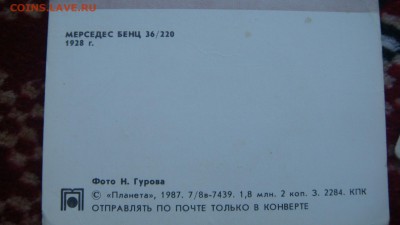 COINS.LAVE.RU
МЕРСЕДЕС БЕНЦ 36/220
1928 г.
Фото Н. Гурова
© «Планета», 1987. 7/8в-7439. 1,8 млн. 2 коп. З. 2284. КПК
ОТПРАВЛЯТЬ ПО ПОЧТЕ ТОЛЬКО В КОНВЕРТЕ